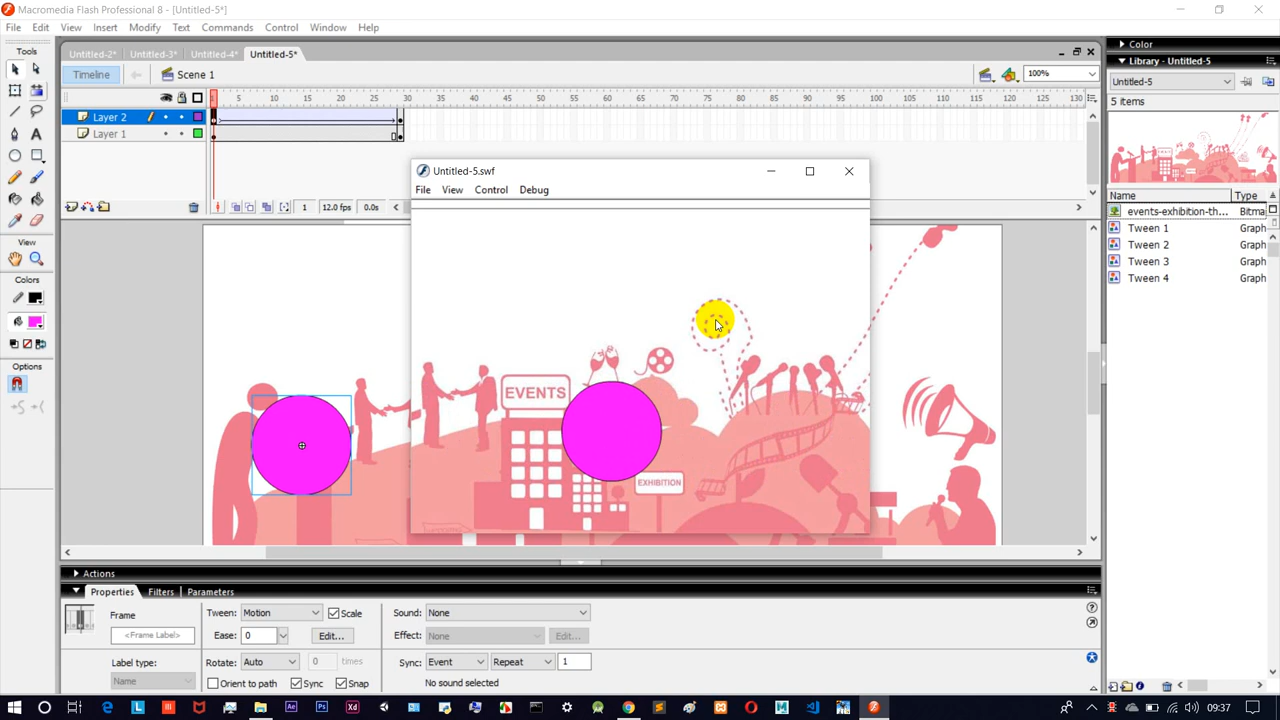 Macromedia Flash Professional 8 - [Untitled-5*]
File Edit View Insert Modify Text Commands Control Window Help
Tools
View
Colors
Options
Untitled-2* Untitled-3* Untitled-4* Untitled-5*
Timeline Scene 1 100%
5 10 15 20 25 30 35 40 45 50 55 60 65 70 75 80 85 90 95 100 105 110 115 120 125 130
Layer 2
Layer 1
1 12.0 fps 0.0s
Untitled-5.swf
File View Control Debug
EVENTS
EXHIBITION
Color
Library - Untitled-5
Untitled-5
5 items
Name Type
events-exhibition-th... Bitma
Tween 1 Graph
Tween 2 Graph
Tween 3 Graph
Tween 4 Graph
Actions
Properties Filters Parameters
Frame
<Frame Label>
Label type:
Name
Tween: Motion Scale
Ease: 0 Edit...
Rotate: Auto 0 times
Orient to path Sync Snap
Sound: None
Effect: None Edit...
Sync: Event Repeat 1
No sound selected
09:37